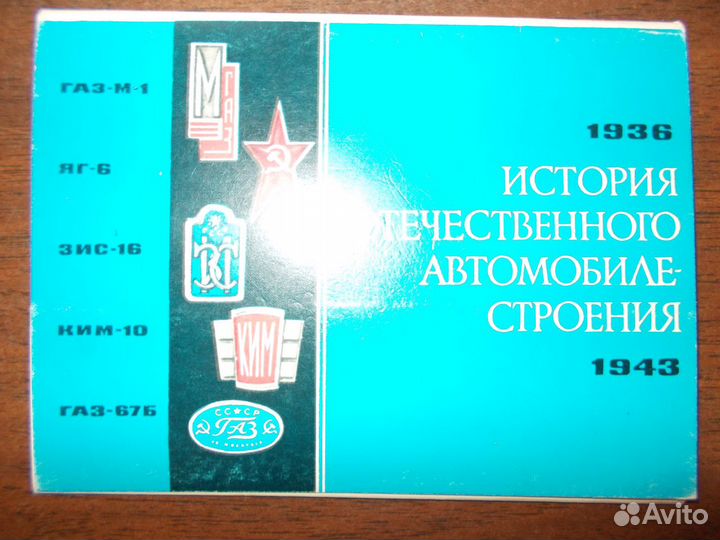 ГАЗ-М-1
ЯГ-6
ЗИС-16
КИМ-10
ГАЗ-67Б
М
ГАЗ
ЗИС
КИМ
СССР
ГАЗ
1936
ИСТОРИЯ
ОТЕЧЕСТВЕННОГО
АВТОМОБИЛЕ-
СТРОЕНИЯ
1943
Avito